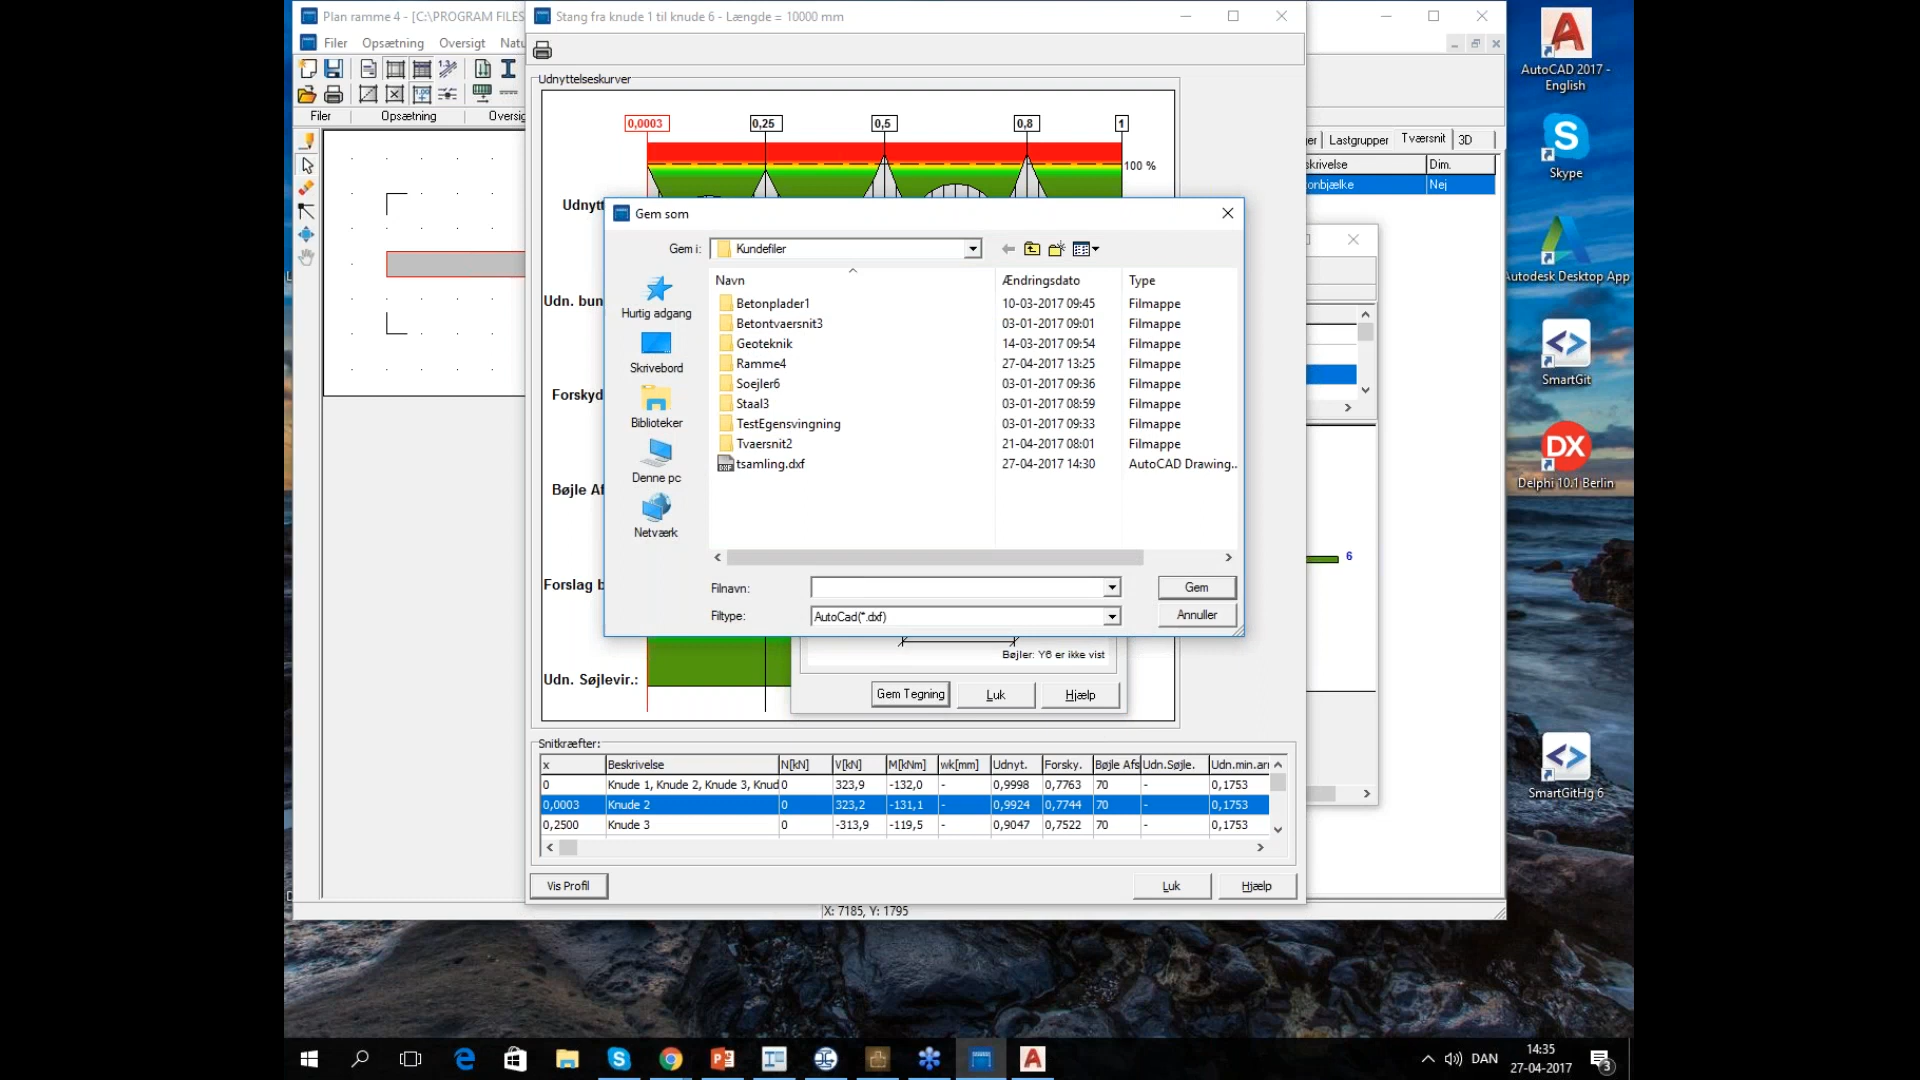 Plan ramme 4 - [C:\PROGRAM FILES
Stang fra knude 1 til knude 6 - Længde = 10000 mm
Filer Opsætning Oversigt Natu
Filer Opsætning Oversig
Udnyttelseskurver
0,0003 0,25 0,5 0,8 1
100 %
Udnytt
Udn. bun
Forskyd
Bøjle Af
Forslag b
Udn. Søjlevir.:
Gem som
Gem i: Kundefiler
Hurtig adgang
Skrivebord
Biblioteker
Denne pc
Netværk
Navn Ændringsdato Type
Betonplader1 10-03-2017 09:45 Filmappe
Betontvaersnit3 03-01-2017 09:01 Filmappe
Geoteknik 14-03-2017 09:54 Filmappe
Ramme4 27-04-2017 13:25 Filmappe
Soejler6 03-01-2017 09:36 Filmappe
Staal3 03-01-2017 08:59 Filmappe
TestEgensvingning 03-01-2017 09:33 Filmappe
Tvaersnit2 21-04-2017 08:01 Filmappe
tsamling.dxf 27-04-2017 14:30 AutoCAD Drawing..
Filnavn: Gem
Filtype: AutoCad(*.dxf) Annuller
Bøjler: Y6 er ikke vist
Gem Tegning Luk Hjælp
Snitkræfter:
x Beskrivelse N[kN] V[kN] M[kNm] wk[mm] Udnyt. Forsky. Bøjle Afs Udn.Søjle. Udn.min.arr
0 Knude 1, Knude 2, Knude 3, Knud 0 323,9 -132,0 - 0,9998 0,7763 70 - 0,1753
0,0003 Knude 2 0 323,2 -131,1 - 0,9924 0,7744 70 - 0,1753
0,2500 Knude 3 0 -313,9 -119,5 - 0,9047 0,7522 70 - 0,1753
Vis Profil Luk Hjælp
X: 7185, Y: 1795
er Lastgrupper Tværsnit 3D
skrivelse Dim.
onbjælke Nej
6
AutoCAD 2017 - English
Skype
Autodesk Desktop App
SmartGit
DX
Delphi 10.1 Berlin
SmartGitHg 6
DAN
14:35
27-04-2017
3